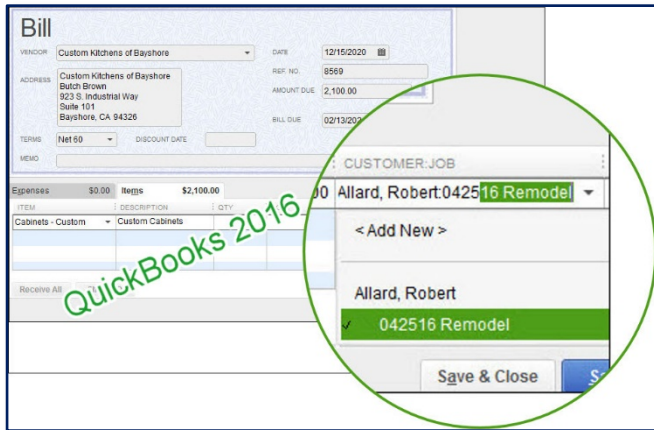 Bill
VENDOR Custom Kitchens of Bayshore DATE 12/15/2020
REF. NO. 8569
ADDRESS Custom Kitchens of Bayshore
Butch Brown
923 S. Industrial Way
Suite 101
Bayshore, CA 94326
AMOUNT DUE 2,100.00
BILL DUE 02/13/202
TERMS Net 60 DISCOUNT DATE
MEMO
Expenses $0.00 Items $2,100.00
ITEM DESCRIPTION QTY
Cabinets - Custom Custom Cabinets
Receive All
QuickBooks 2016
CUSTOMER:JOB
00 Allard, Robert:042516 Remodel
< Add New >
Allard, Robert
✓ 042516 Remodel
Save & Close